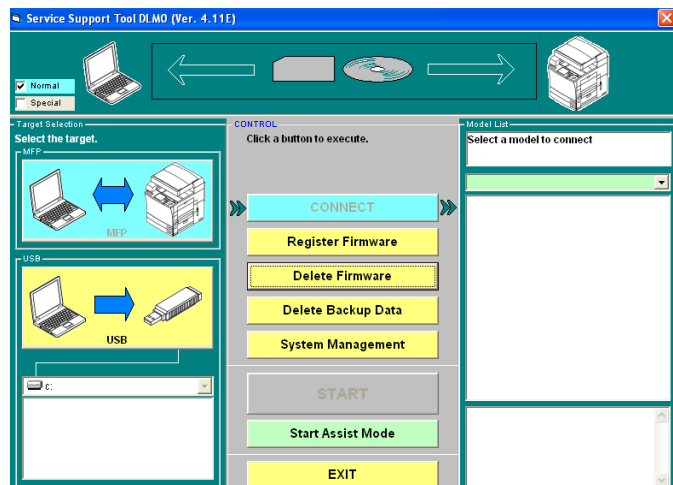 Service Support Tool DLM0 (Ver. 4.11E)
Normal
Special
Target Selection
Select the target.
MFP
MFP
USB
USB
c:
CONTROL
Click a button to execute.
CONNECT
Register Firmware
Delete Firmware
Delete Backup Data
System Management
START
Start Assist Mode
EXIT
Model List
Select a model to connect